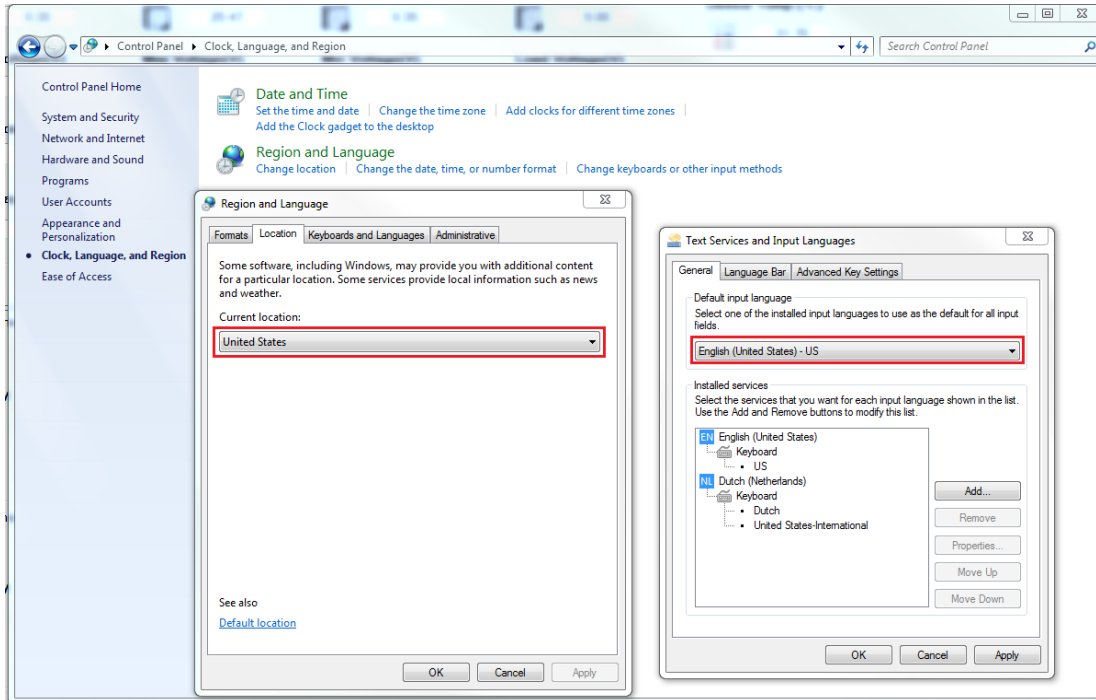 Control Panel Clock, Language, and Region
Search Control Panel
Control Panel Home
System and Security
Network and Internet
Hardware and Sound
Programs
User Accounts
Appearance and
Personalization
Clock, Language, and Region
Ease of Access
Date and Time
Set the time and date Change the time zone Add clocks for different time zones
Add the Clock gadget to the desktop
Region and Language
Change location Change the date, time, or number format Change keyboards or other input methods
Region and Language
Formats Location Keyboards and Languages Administrative
Some software, including Windows, may provide you with additional content
for a particular location. Some services provide local information such as news
and weather.
Current location:
United States
See also
Default location
OK Cancel Apply
Text Services and Input Languages
General Language Bar Advanced Key Settings
Default input language
Select one of the installed input languages to use as the default for all input
fields.
English (United States) - US
Installed services
Select the services that you want for each input language shown in the list.
Use the Add and Remove buttons to modify this list.
EN English (United States)
Keyboard
US
NL Dutch (Netherlands)
Keyboard
Dutch
United States-International
Add...
Remove
Properties...
Move Up
Move Down
OK Cancel Apply